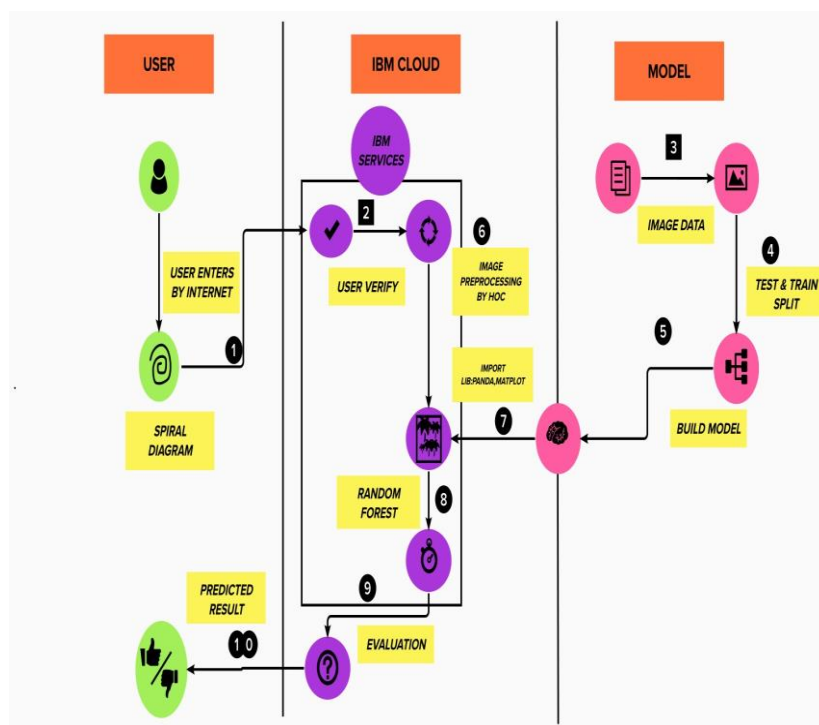 USER
IBM CLOUD
MODEL
IBM
SERVICES
3
IMAGE DATA
2
USER VERIFY
6
IMAGE
PREPROCESSING
BY HOC
4
TEST & TRAIN
SPLIT
USER ENTERS
BY INTERNET
1
SPIRAL
DIAGRAM
5
BUILD MODEL
IMPORT
LIB:PANDA,MATPLOT
7
RANDOM
FOREST
8
9
EVALUATION
PREDICTED
RESULT
10
?